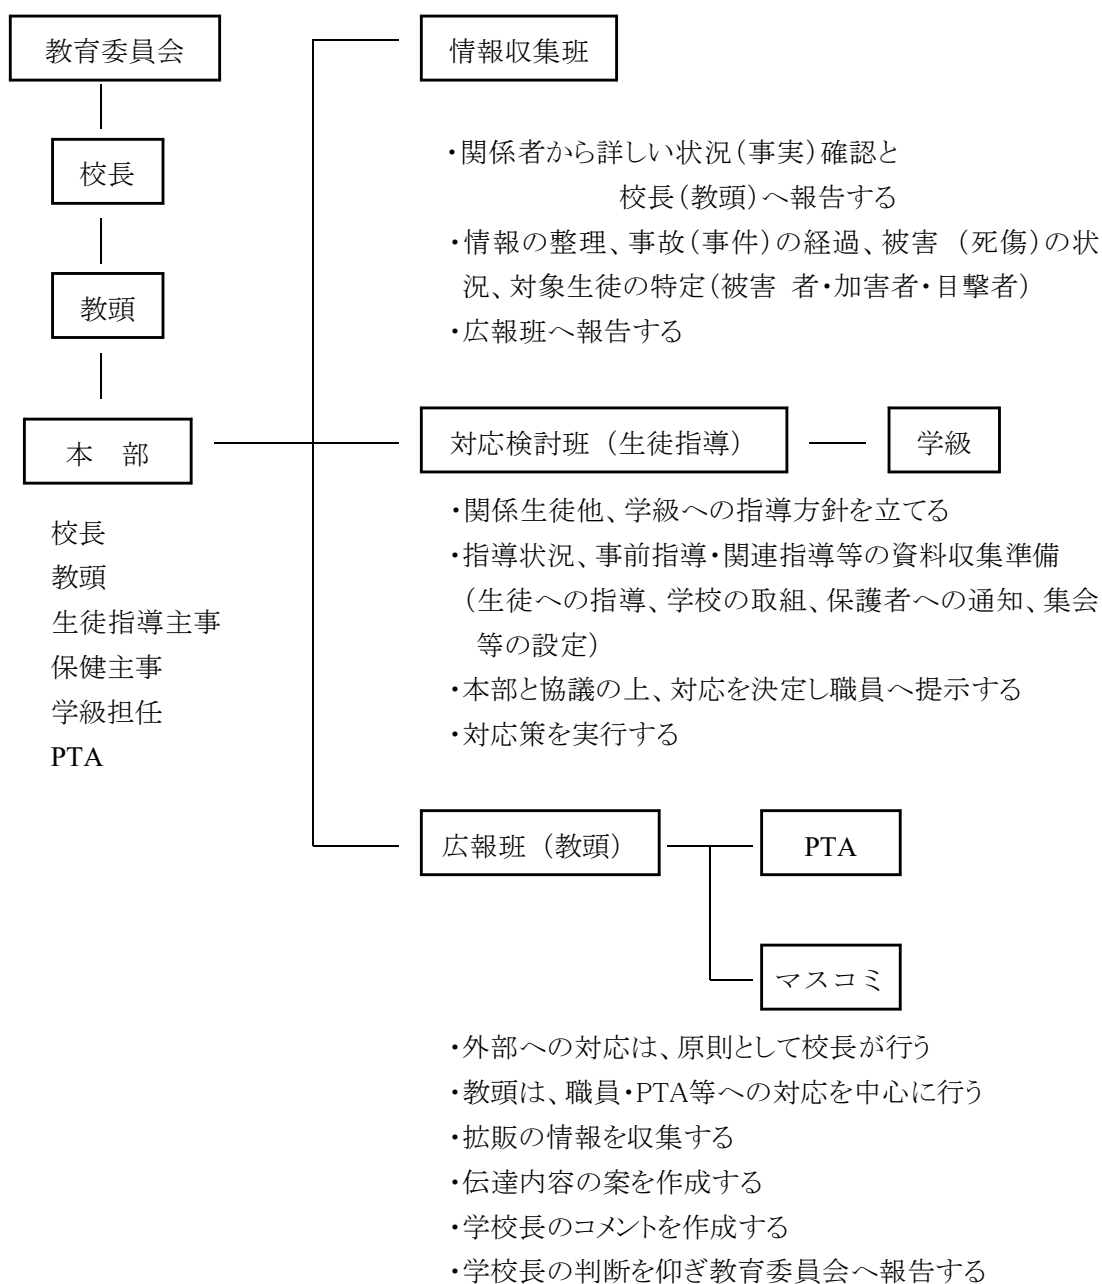 教育委員会
校長
教頭
本　部
校長
教頭
生徒指導主事
保健主事
学級担任
PTA
情報収集班
・関係者から詳しい状況（事実）確認と
校長（教頭）へ報告する
・情報の整理、事故（事件）の経過、被害 （死傷）の状
況、対象生徒の特定（被害 者・加害者・目撃者）
・広報班へ報告する
対応検討班（生徒指導）
学級
・関係生徒他、学級への指導方針を立てる
・指導状況、事前指導・関連指導等の資料収集準備
（生徒への指導、学校の取組、保護者への通知、集会
等の設定）
・本部と協議の上、対応を決定し職員へ提示する
・対応策を実行する
広報班（教頭）
PTA
マスコミ
・外部への対応は、原則として校長が行う
・教頭は、職員・PTA等への対応を中心に行う
・拡販の情報を収集する
・伝達内容の案を作成する
・学校長のコメントを作成する
・学校長の判断を仰ぎ教育委員会へ報告する